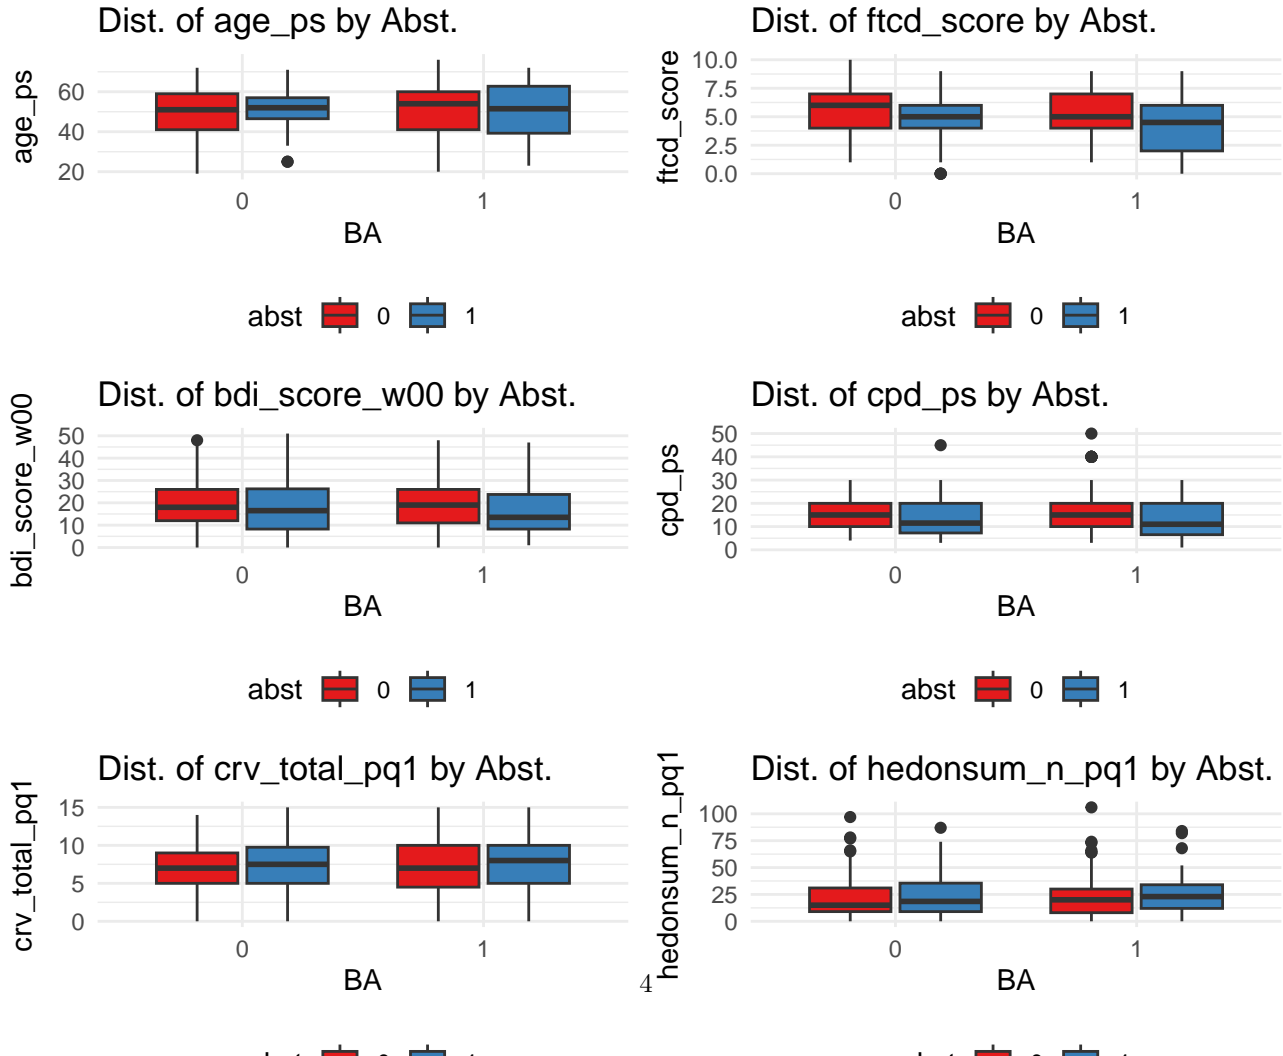 Dist. of age_ps by Abst.
age_ps
60
40
20
0 1
BA
abst 0 1
Dist. of ftcd_score by Abst.
ftcd_score
10.0
7.5
5.0
2.5
0.0
0 1
BA
abst 0 1
Dist. of bdi_score_w00 by Abst.
bdi_score_w00
50
40
30
20
10
0
0 1
BA
abst 0 1
Dist. of cpd_ps by Abst.
cpd_ps
50
40
30
20
10
0
0 1
BA
abst 0 1
Dist. of crv_total_pq1 by Abst.
crv_total_pq1
15
10
5
0
0 1
BA
Dist. of hedonsum_n_pq1 by Abst.
hedonsum_n_pq1
100
75
50
25
0
0 1
BA
4